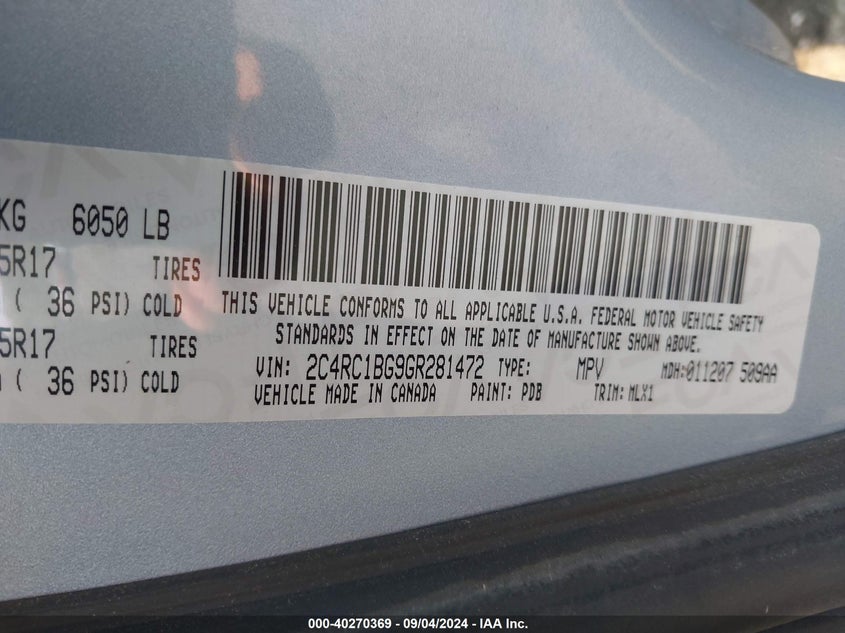 KG 6050 LB
5R17 TIRES
( 36 PSI) COLD
5R17 TIRES
( 36 PSI) COLD
THIS VEHICLE CONFORMS TO ALL APPLICABLE U.S.A. FEDERAL MOTOR VEHICLE SAFETY
STANDARDS IN EFFECT ON THE DATE OF MANUFACTURE SHOWN ABOVE.
VIN: 2C4RC1BG9GR281472 TYPE: MPV MDH:011207 509AA
VEHICLE MADE IN CANADA PAINT: PDB TRIM: MLX1
000-40270369 - 09/04/2024 - IAA Inc.